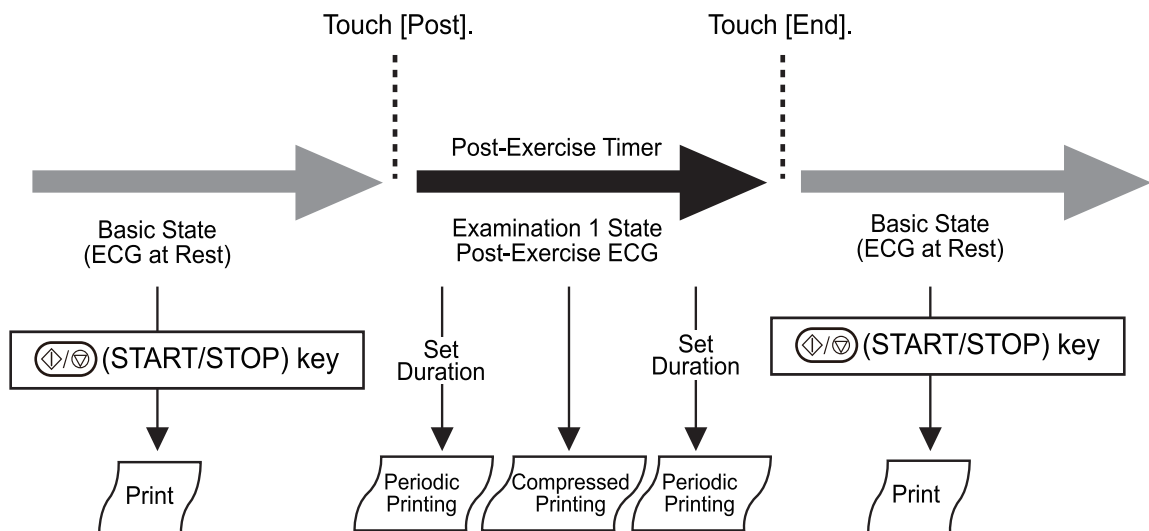 Touch [Post].
Touch [End].
Post-Exercise Timer
Basic State
(ECG at Rest)
Examination 1 State
Post-Exercise ECG
Basic State
(ECG at Rest)
(START/STOP) key
Set
Duration
Set
Duration
(START/STOP) key
Print
Periodic
Printing
Compressed
Printing
Periodic
Printing
Print